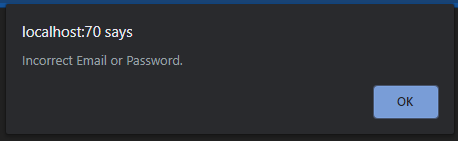 localhost:70 says
Incorrect Email or Password.
OK